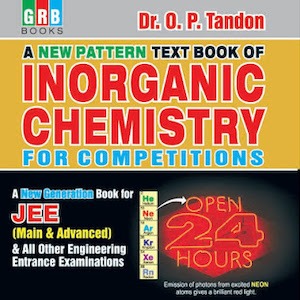 GRB
BOOKS
Dr. O. P. Tandon
A NEW PATTERN TEXT BOOK OF
INORGANIC
CHEMISTRY
FOR COMPETITIONS
A New Generation Book for
JEE
(Main & Advanced)
& All Other Engineering
Entrance Examinations
He
Ne
Ar
Kr
Xe
Rn
OPEN
24
HOURS
Emission of photons from excited NEON
atoms gives a brilliant red light.